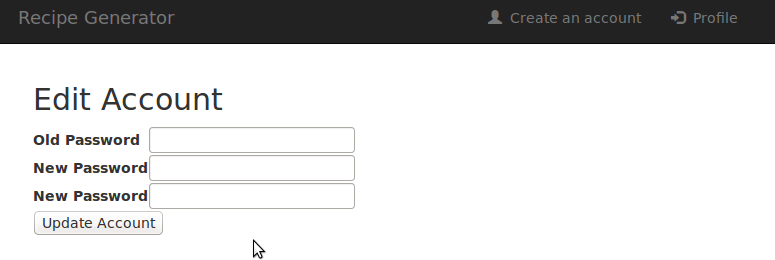 Recipe Generator Create an account Profile
Edit Account
Old Password
New Password
New Password
Update Account